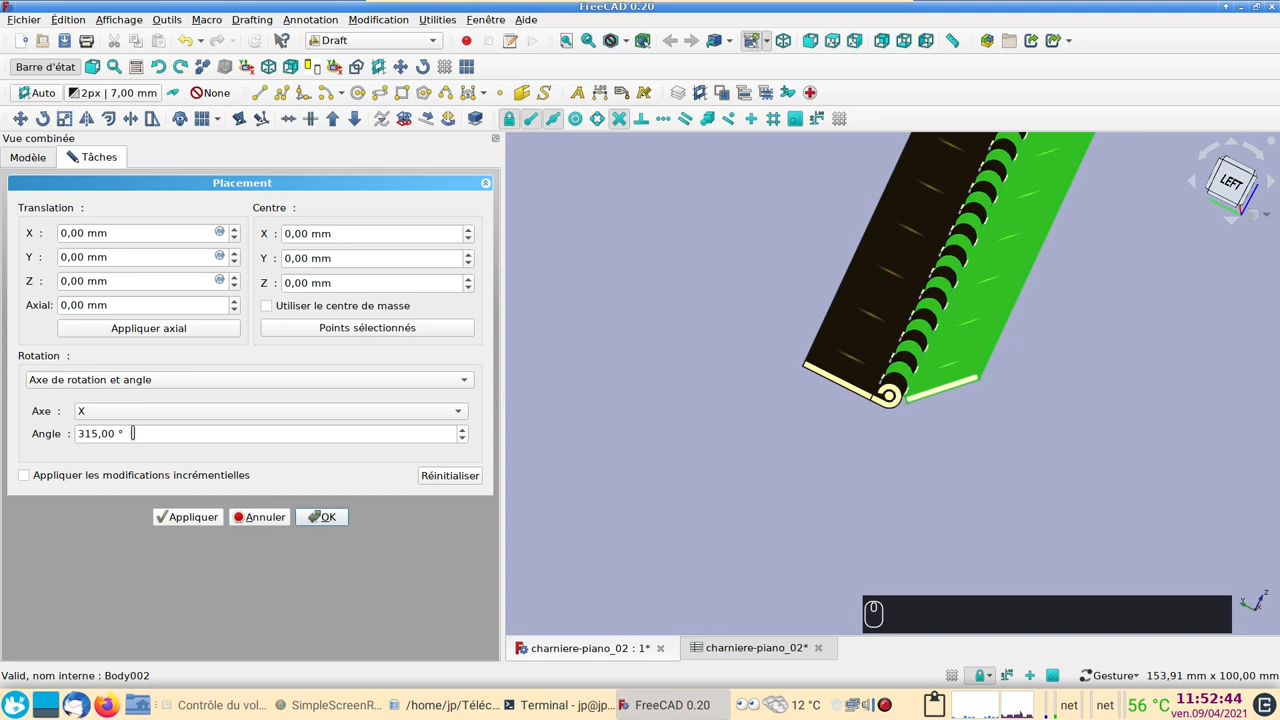 FreeCAD 0.20
Fichier Édition Affichage Outils Macro Drafting Annotation Modification Utilities Fenêtre Aide
Draft
Barre d'état
Auto 2px | 7,00 mm None
Vue combinée
Modèle Tâches
Placement
Translation : Centre :
X : 0,00 mm X : 0,00 mm
Y : 0,00 mm Y : 0,00 mm
Z : 0,00 mm Z : 0,00 mm
Axial: 0,00 mm Utiliser le centre de masse
Appliquer axial Points sélectionnés
Rotation :
Axe de rotation et angle
Axe : X
Angle : 315,00 °
Appliquer les modifications incrémentielles Réinitialiser
Appliquer Annuler OK
LEFT
charniere-piano_02 : 1* charniere-piano_02*
Valid, nom interne : Body002 Gesture 153,91 mm x 100,00 mm
Contrôle du vol... SimpleScreenR... /home/jp/Téléc... Terminal - jp@jp... FreeCAD 0.20 12 °C net net 56 °C 11:52:44
ven.09/04/2021